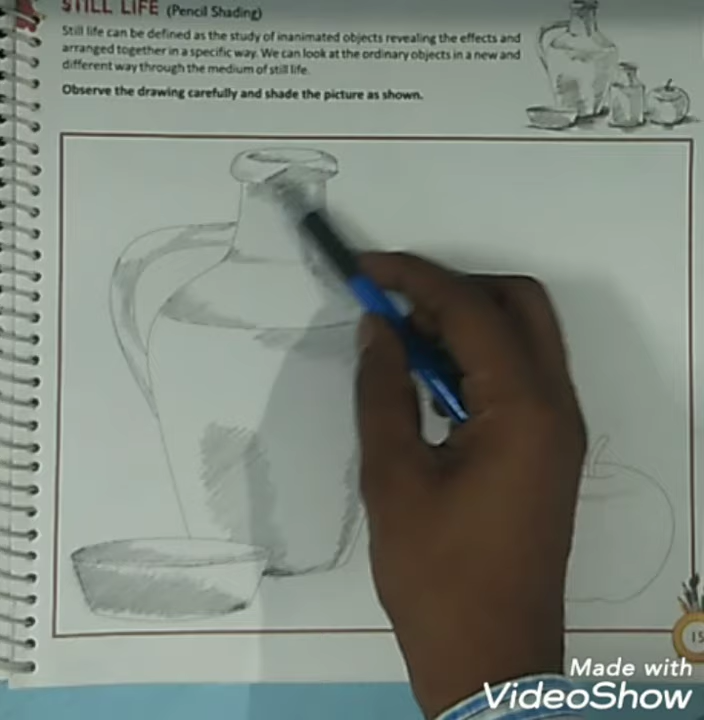 STILL LIFE (Pencil Shading)
Still life can be defined as the study of inanimated objects revealing the effects and
arranged together in a specific way. We can look at the ordinary objects in a new and
different way through the medium of still life.
Observe the drawing carefully and shade the picture as shown.
15
Made with
VideoShow